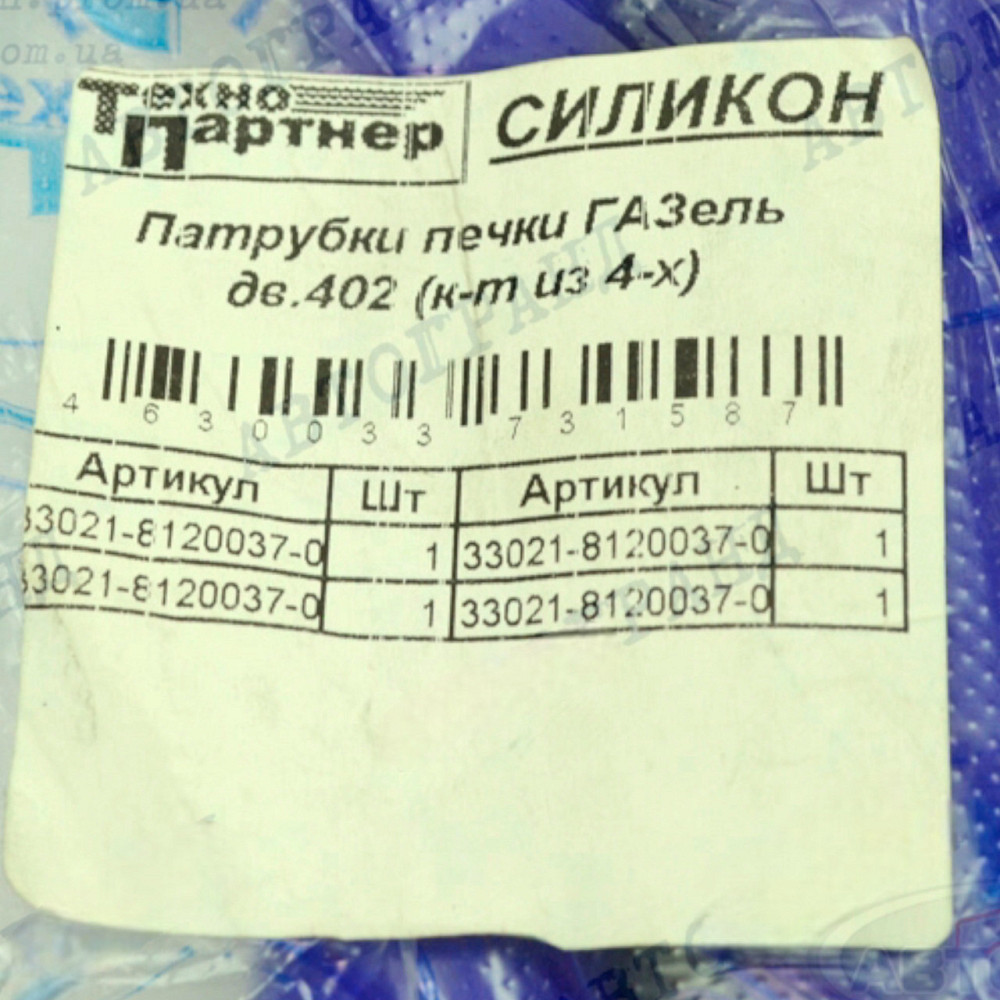 Техно
Партнер
СИЛИКОН
Патрубки печки ГАЗель
дв.402 (к-т из 4-х)
4 630033 731587
Артикул Шт Артикул Шт
33021-8120037-0 1 33021-8120037-0 1
33021-8120037-0 1 33021-8120037-0 1
АВТОГРАНД